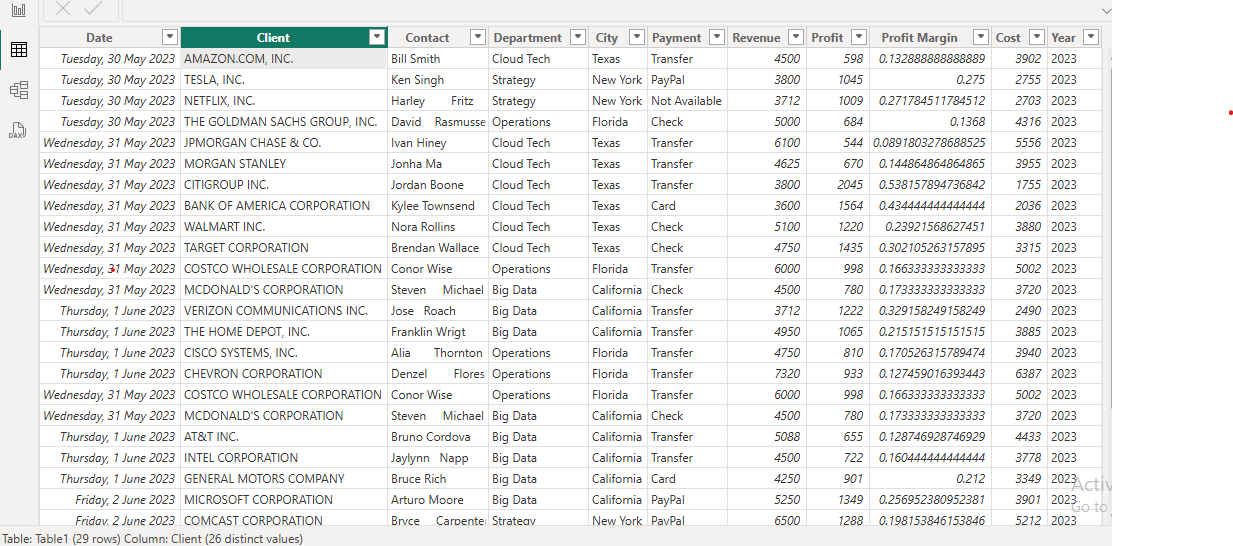 Date Client Contact Department City Payment Revenue Profit Profit Margin Cost Year
Tuesday, 30 May 2023 AMAZON.COM, INC. Bill Smith Cloud Tech Texas Transfer 4500 598 0.132888888888889 3902 2023
Tuesday, 30 May 2023 TESLA, INC. Ken Singh Strategy New York PayPal 3800 1045 0.275 2755 2023
Tuesday, 30 May 2023 NETFLIX, INC. Harley Fritz Strategy New York Not Available 3712 1009 0.271784511784512 2703 2023
Tuesday, 30 May 2023 THE GOLDMAN SACHS GROUP, INC. David Rasmusse Operations Florida Check 5000 684 0.1368 4316 2023
Wednesday, 31 May 2023 JPMORGAN CHASE & CO. Ivan Hiney Cloud Tech Texas Transfer 6100 544 0.0891803278688525 5556 2023
Wednesday, 31 May 2023 MORGAN STANLEY Jonha Ma Cloud Tech Texas Transfer 4625 670 0.144864864864865 3955 2023
Wednesday, 31 May 2023 CITIGROUP INC. Jordan Boone Cloud Tech Texas Transfer 3800 2045 0.538157894736842 1755 2023
Wednesday, 31 May 2023 BANK OF AMERICA CORPORATION Kylee Townsend Cloud Tech Texas Card 3600 1564 0.434444444444444 2036 2023
Wednesday, 31 May 2023 WALMART INC. Nora Rollins Cloud Tech Texas Check 5100 1220 0.23921568627451 3880 2023
Wednesday, 31 May 2023 TARGET CORPORATION Brendan Wallace Cloud Tech Texas Check 4750 1435 0.302105263157895 3315 2023
Wednesday, 31 May 2023 COSTCO WHOLESALE CORPORATION Conor Wise Operations Florida Transfer 6000 998 0.166333333333333 5002 2023
Wednesday, 31 May 2023 MCDONALD'S CORPORATION Steven Michael Big Data California Check 4500 780 0.173333333333333 3720 2023
Thursday, 1 June 2023 VERIZON COMMUNICATIONS INC. Jose Roach Big Data California Transfer 3712 1222 0.329158249158249 2490 2023
Thursday, 1 June 2023 THE HOME DEPOT, INC. Franklin Wrigt Big Data California Transfer 4950 1065 0.215151515151515 3885 2023
Thursday, 1 June 2023 CISCO SYSTEMS, INC. Alia Thornton Operations Florida Transfer 4750 810 0.170526315789474 3940 2023
Thursday, 1 June 2023 CHEVRON CORPORATION Denzel Flores Operations Florida Transfer 7320 933 0.127459016393443 6387 2023
Wednesday, 31 May 2023 COSTCO WHOLESALE CORPORATION Conor Wise Operations Florida Transfer 6000 998 0.166333333333333 5002 2023
Wednesday, 31 May 2023 MCDONALD'S CORPORATION Steven Michael Big Data California Check 4500 780 0.173333333333333 3720 2023
Thursday, 1 June 2023 AT&T INC. Bruno Cordova Big Data California Transfer 5088 655 0.128746928746929 4433 2023
Thursday, 1 June 2023 INTEL CORPORATION Jaylynn Napp Big Data California Transfer 4500 722 0.160444444444444 3778 2023
Thursday, 1 June 2023 GENERAL MOTORS COMPANY Bruce Rich Big Data California Card 4250 901 0.212 3349 2023
Friday, 2 June 2023 MICROSOFT CORPORATION Arturo Moore Big Data California PayPal 5250 1349 0.256952380952381 3901 2023
Friday, 2 June 2023 COMCAST CORPORATION Bryce Carpente Strategy New York PayPal 6500 1288 0.198153846153846 5212 2023
Activ
Go to
Table: Table1 (29 rows) Column: Client (26 distinct values)
DAX